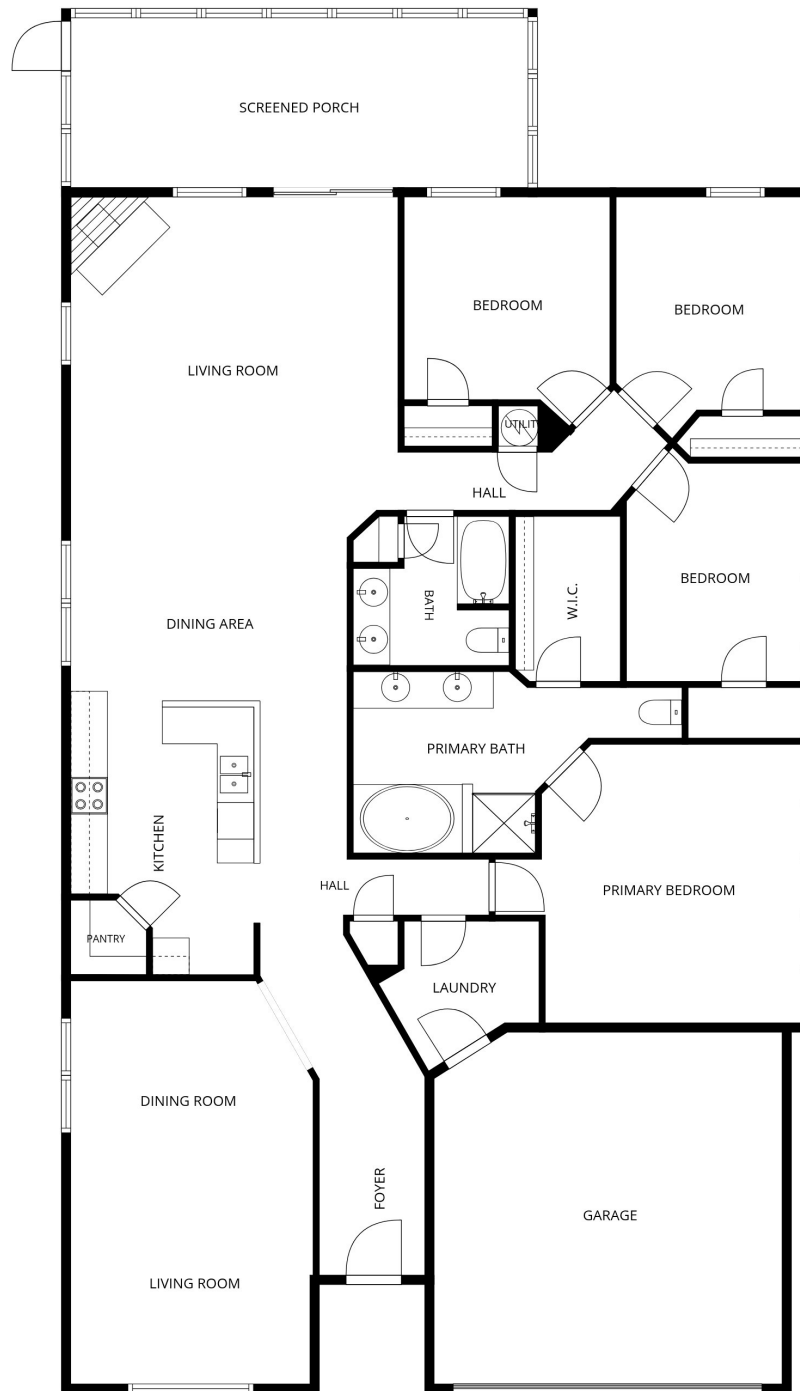 SCREENED PORCH
BEDROOM
BEDROOM
LIVING ROOM
UTILIT
HALL
BEDROOM
BATH
W.I.C.
DINING AREA
PRIMARY BATH
KITCHEN
HALL
PRIMARY BEDROOM
PANTRY
LAUNDRY
DINING ROOM
FOYER
GARAGE
LIVING ROOM